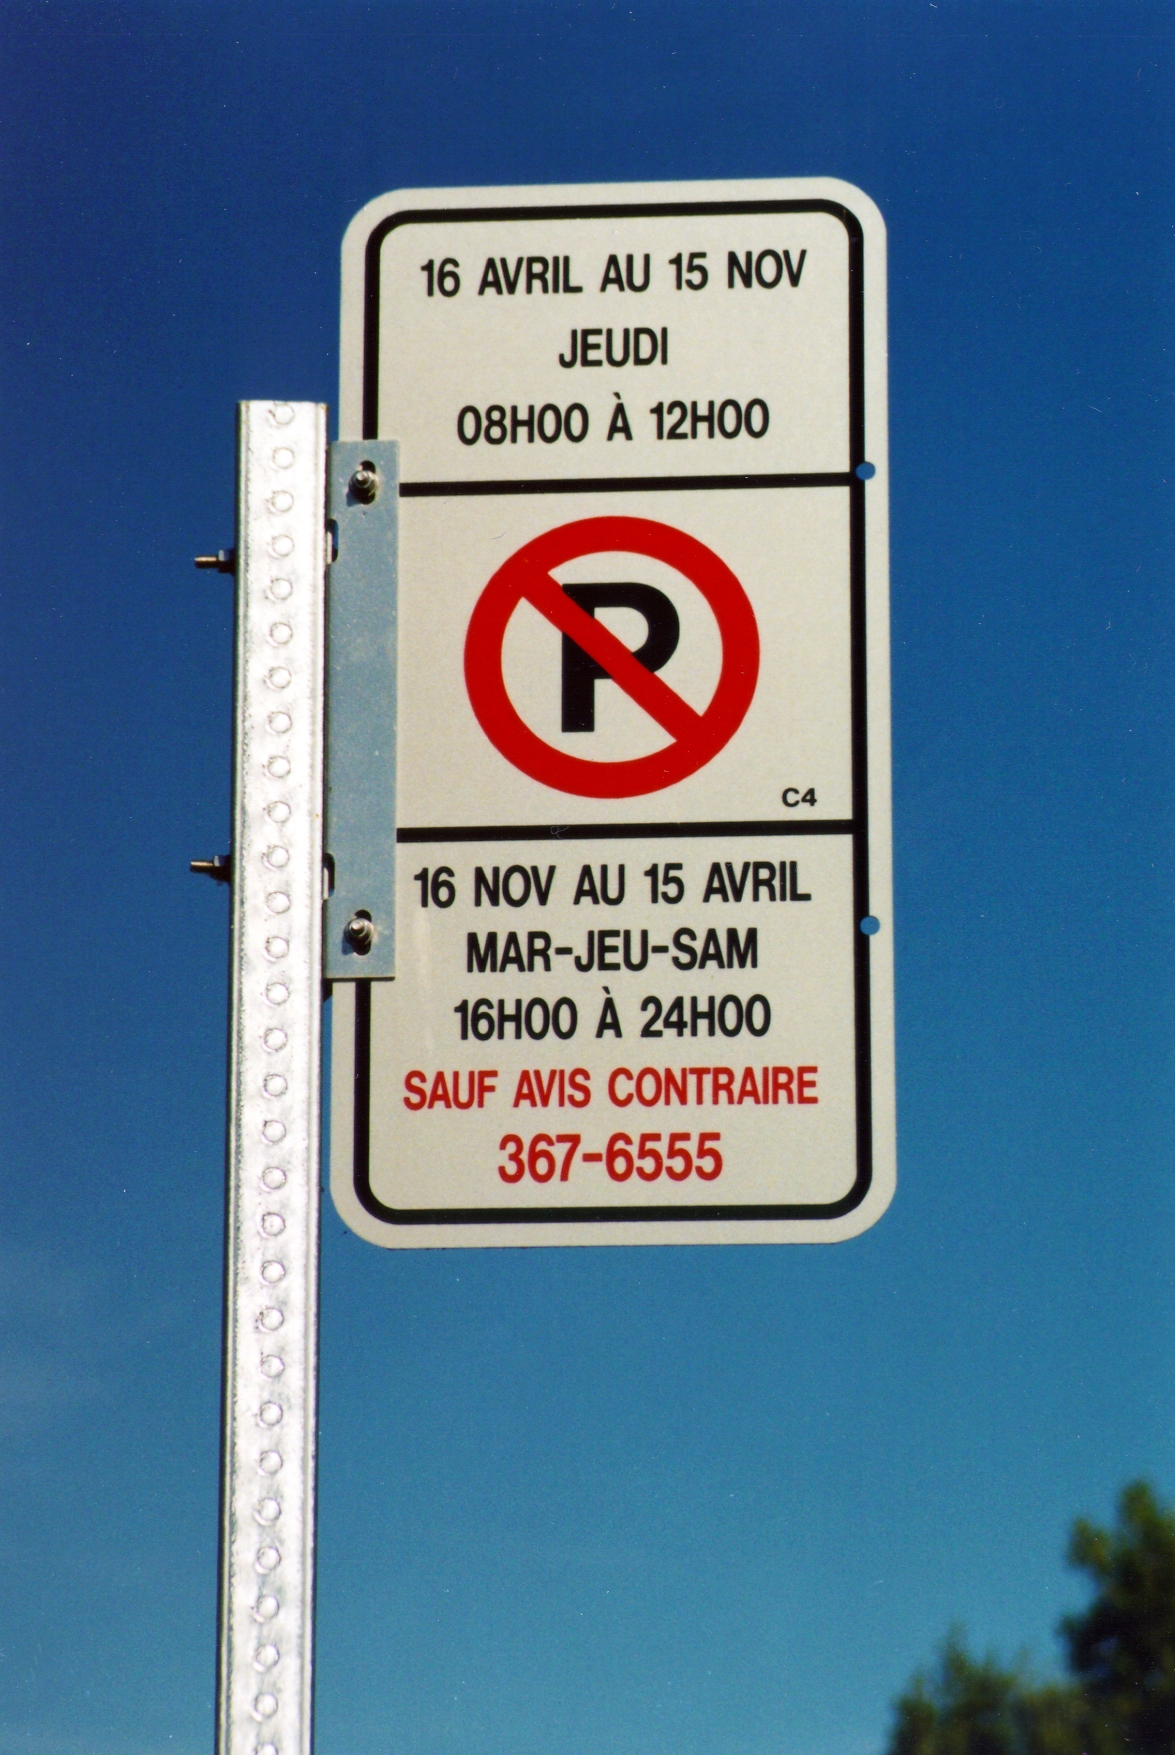 16 AVRIL AU 15 NOV
JEUDI
08H00 À 12H00
P
C4
16 NOV AU 15 AVRIL
MAR-JEU-SAM
16H00 À 24H00
SAUF AVIS CONTRAIRE
367-6555